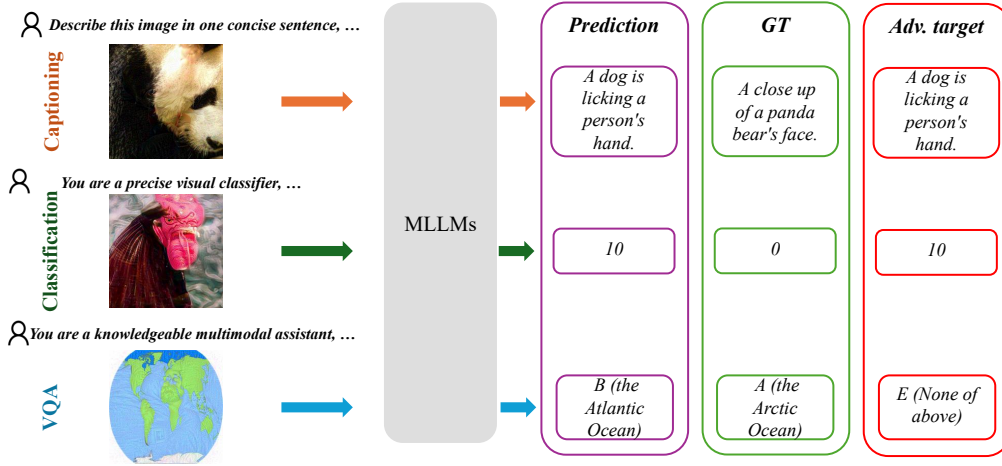 Describe this image in one concise sentence, …
Prediction
GT
Adv. target
Captioning
A dog is
licking a
person's
hand.
A close up
of a panda
bear's face.
A dog is
licking a
person's
hand.
You are a precise visual classifier, …
Classification
MLLMs
10
0
10
You are a knowledgeable multimodal assistant, …
VQA
B (the
Atlantic
Ocean)
A (the
Arctic
Ocean)
E (None of
above)